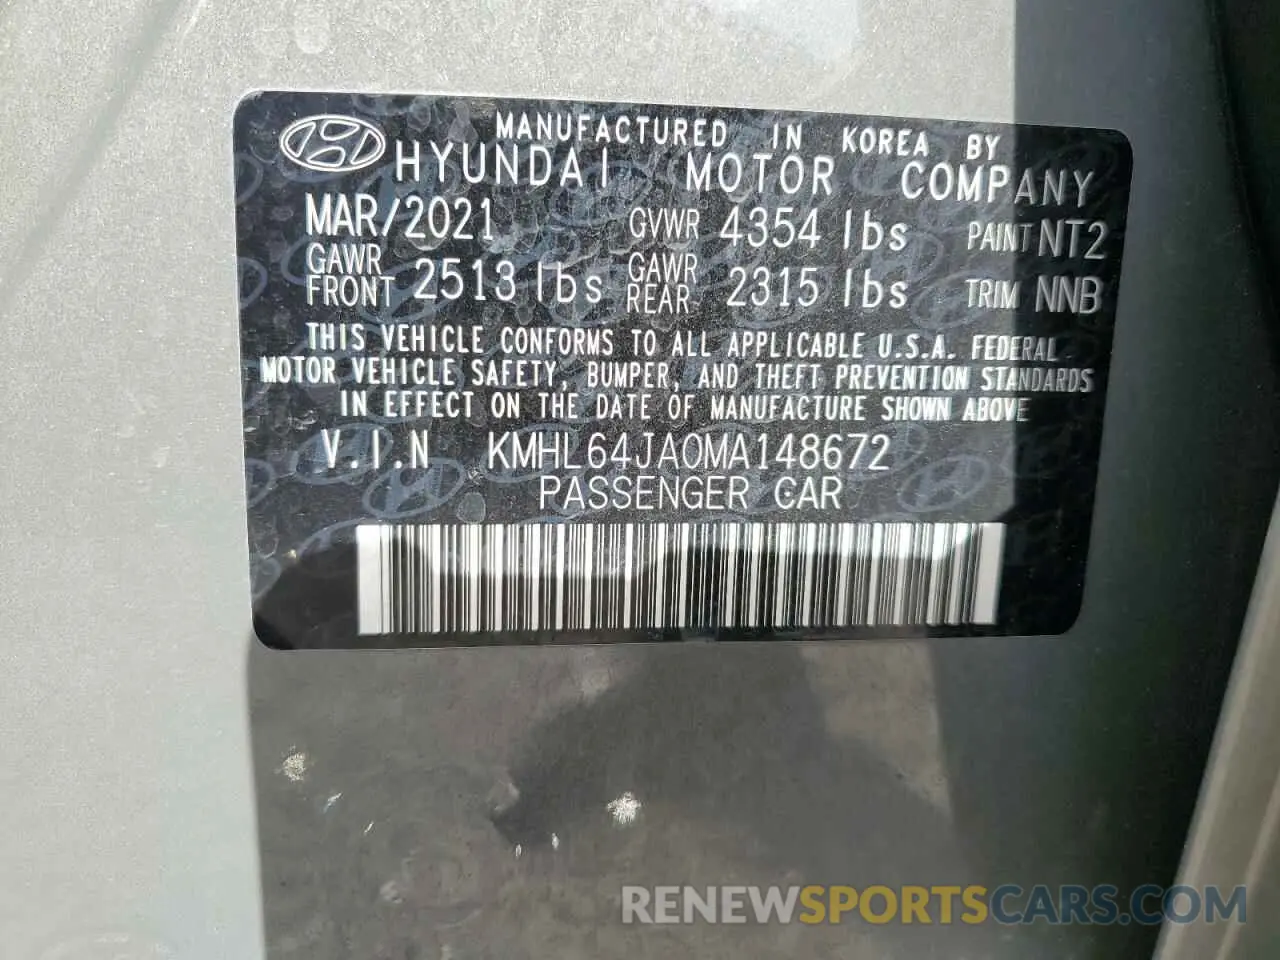 MANUFACTURED IN KOREA BY
HYUNDAI MOTOR COMPANY
MAR/2021 GVWR 4354 lbs PAINT NT2
GAWR FRONT 2513 lbs GAWR REAR 2315 lbs TRIM NNB
THIS VEHICLE CONFORMS TO ALL APPLICABLE U.S.A. FEDERAL
MOTOR VEHICLE SAFETY, BUMPER, AND THEFT PREVENTION STANDARDS
IN EFFECT ON THE DATE OF MANUFACTURE SHOWN ABOVE
V.I.N KMHL64JA0MA148672
PASSENGER CAR
RENEWSPORTSCARS.COM